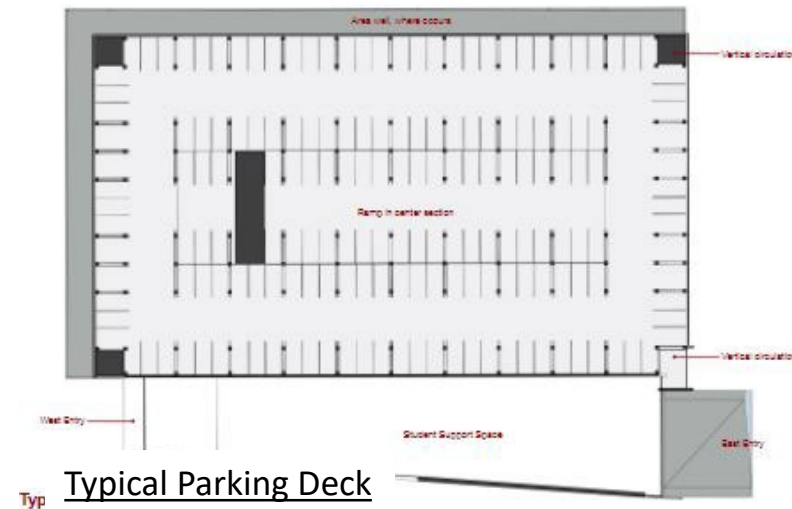 Area well, where occurs
Vertical circulatio
Ramp in center section
Vertical circulatio
West Entry
Student Support Space
East Entry
Typical Parking Deck
Typ